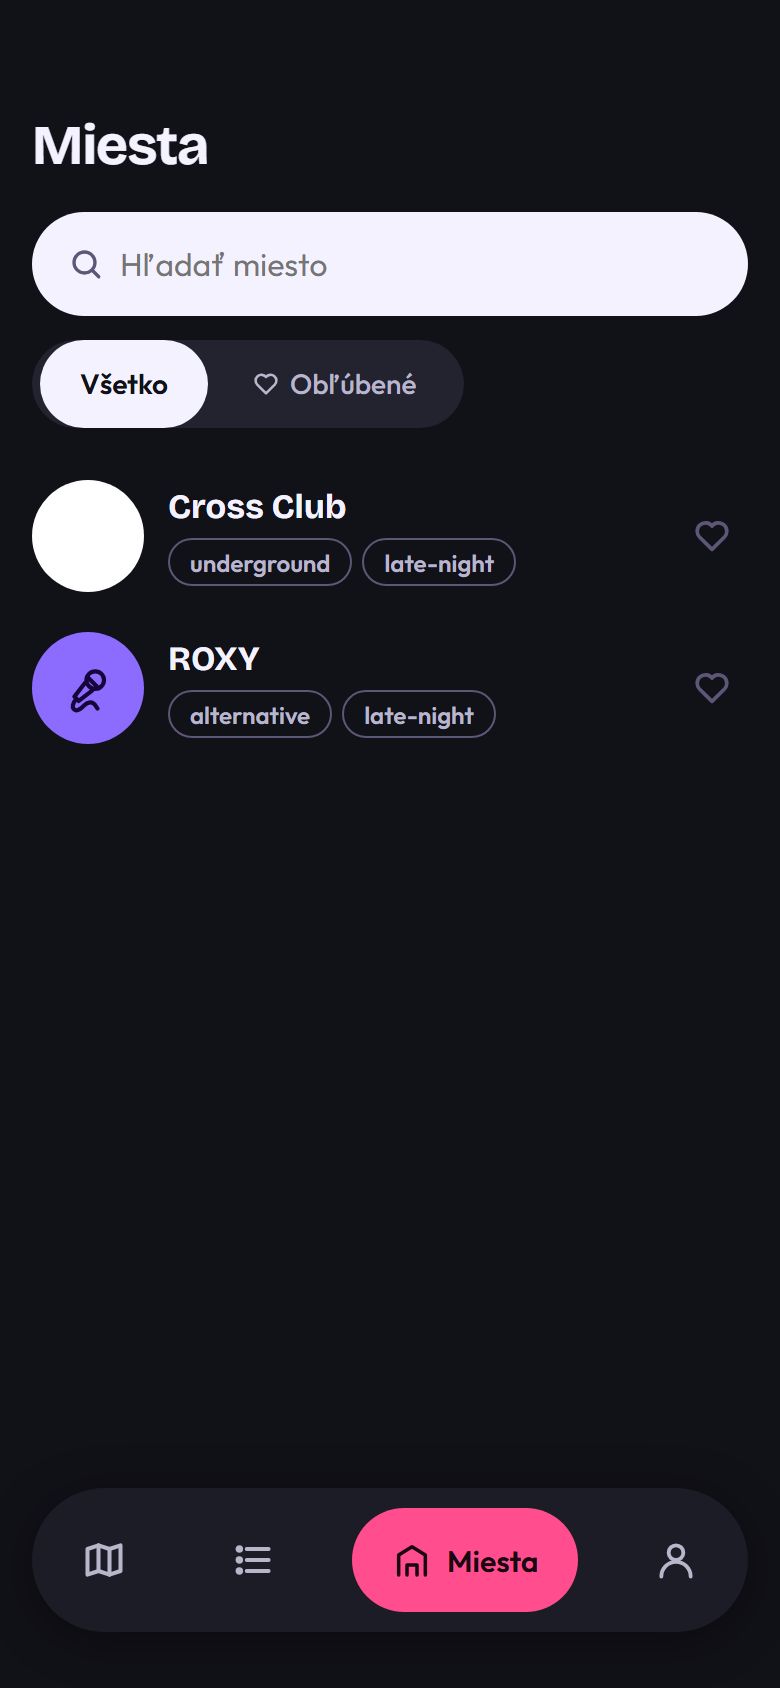 Miesta
Hľadať miesto
Všetko
Obľúbené
Cross Club
underground
late-night
ROXY
alternative
late-night
Miesta